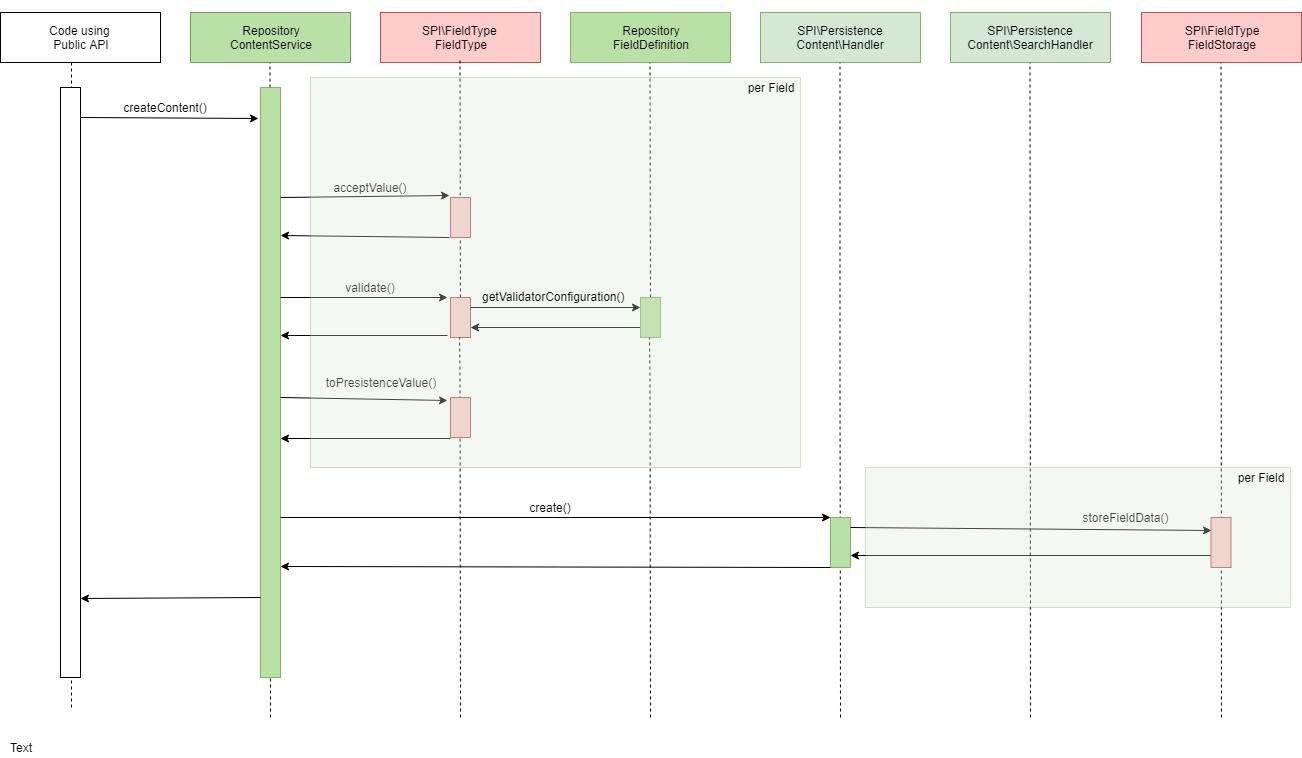 Code using
Public API
Repository
ContentService
SPI\FieldType
FieldType
Repository
FieldDefinition
SPI\Persistence
Content\Handler
SPI\Persistence
Content\SearchHandler
SPI\FieldType
FieldStorage
per Field
createContent()
acceptValue()
validate()
getValidatorConfiguration()
toPresistenceValue()
per Field
create()
storeFieldData()
Text